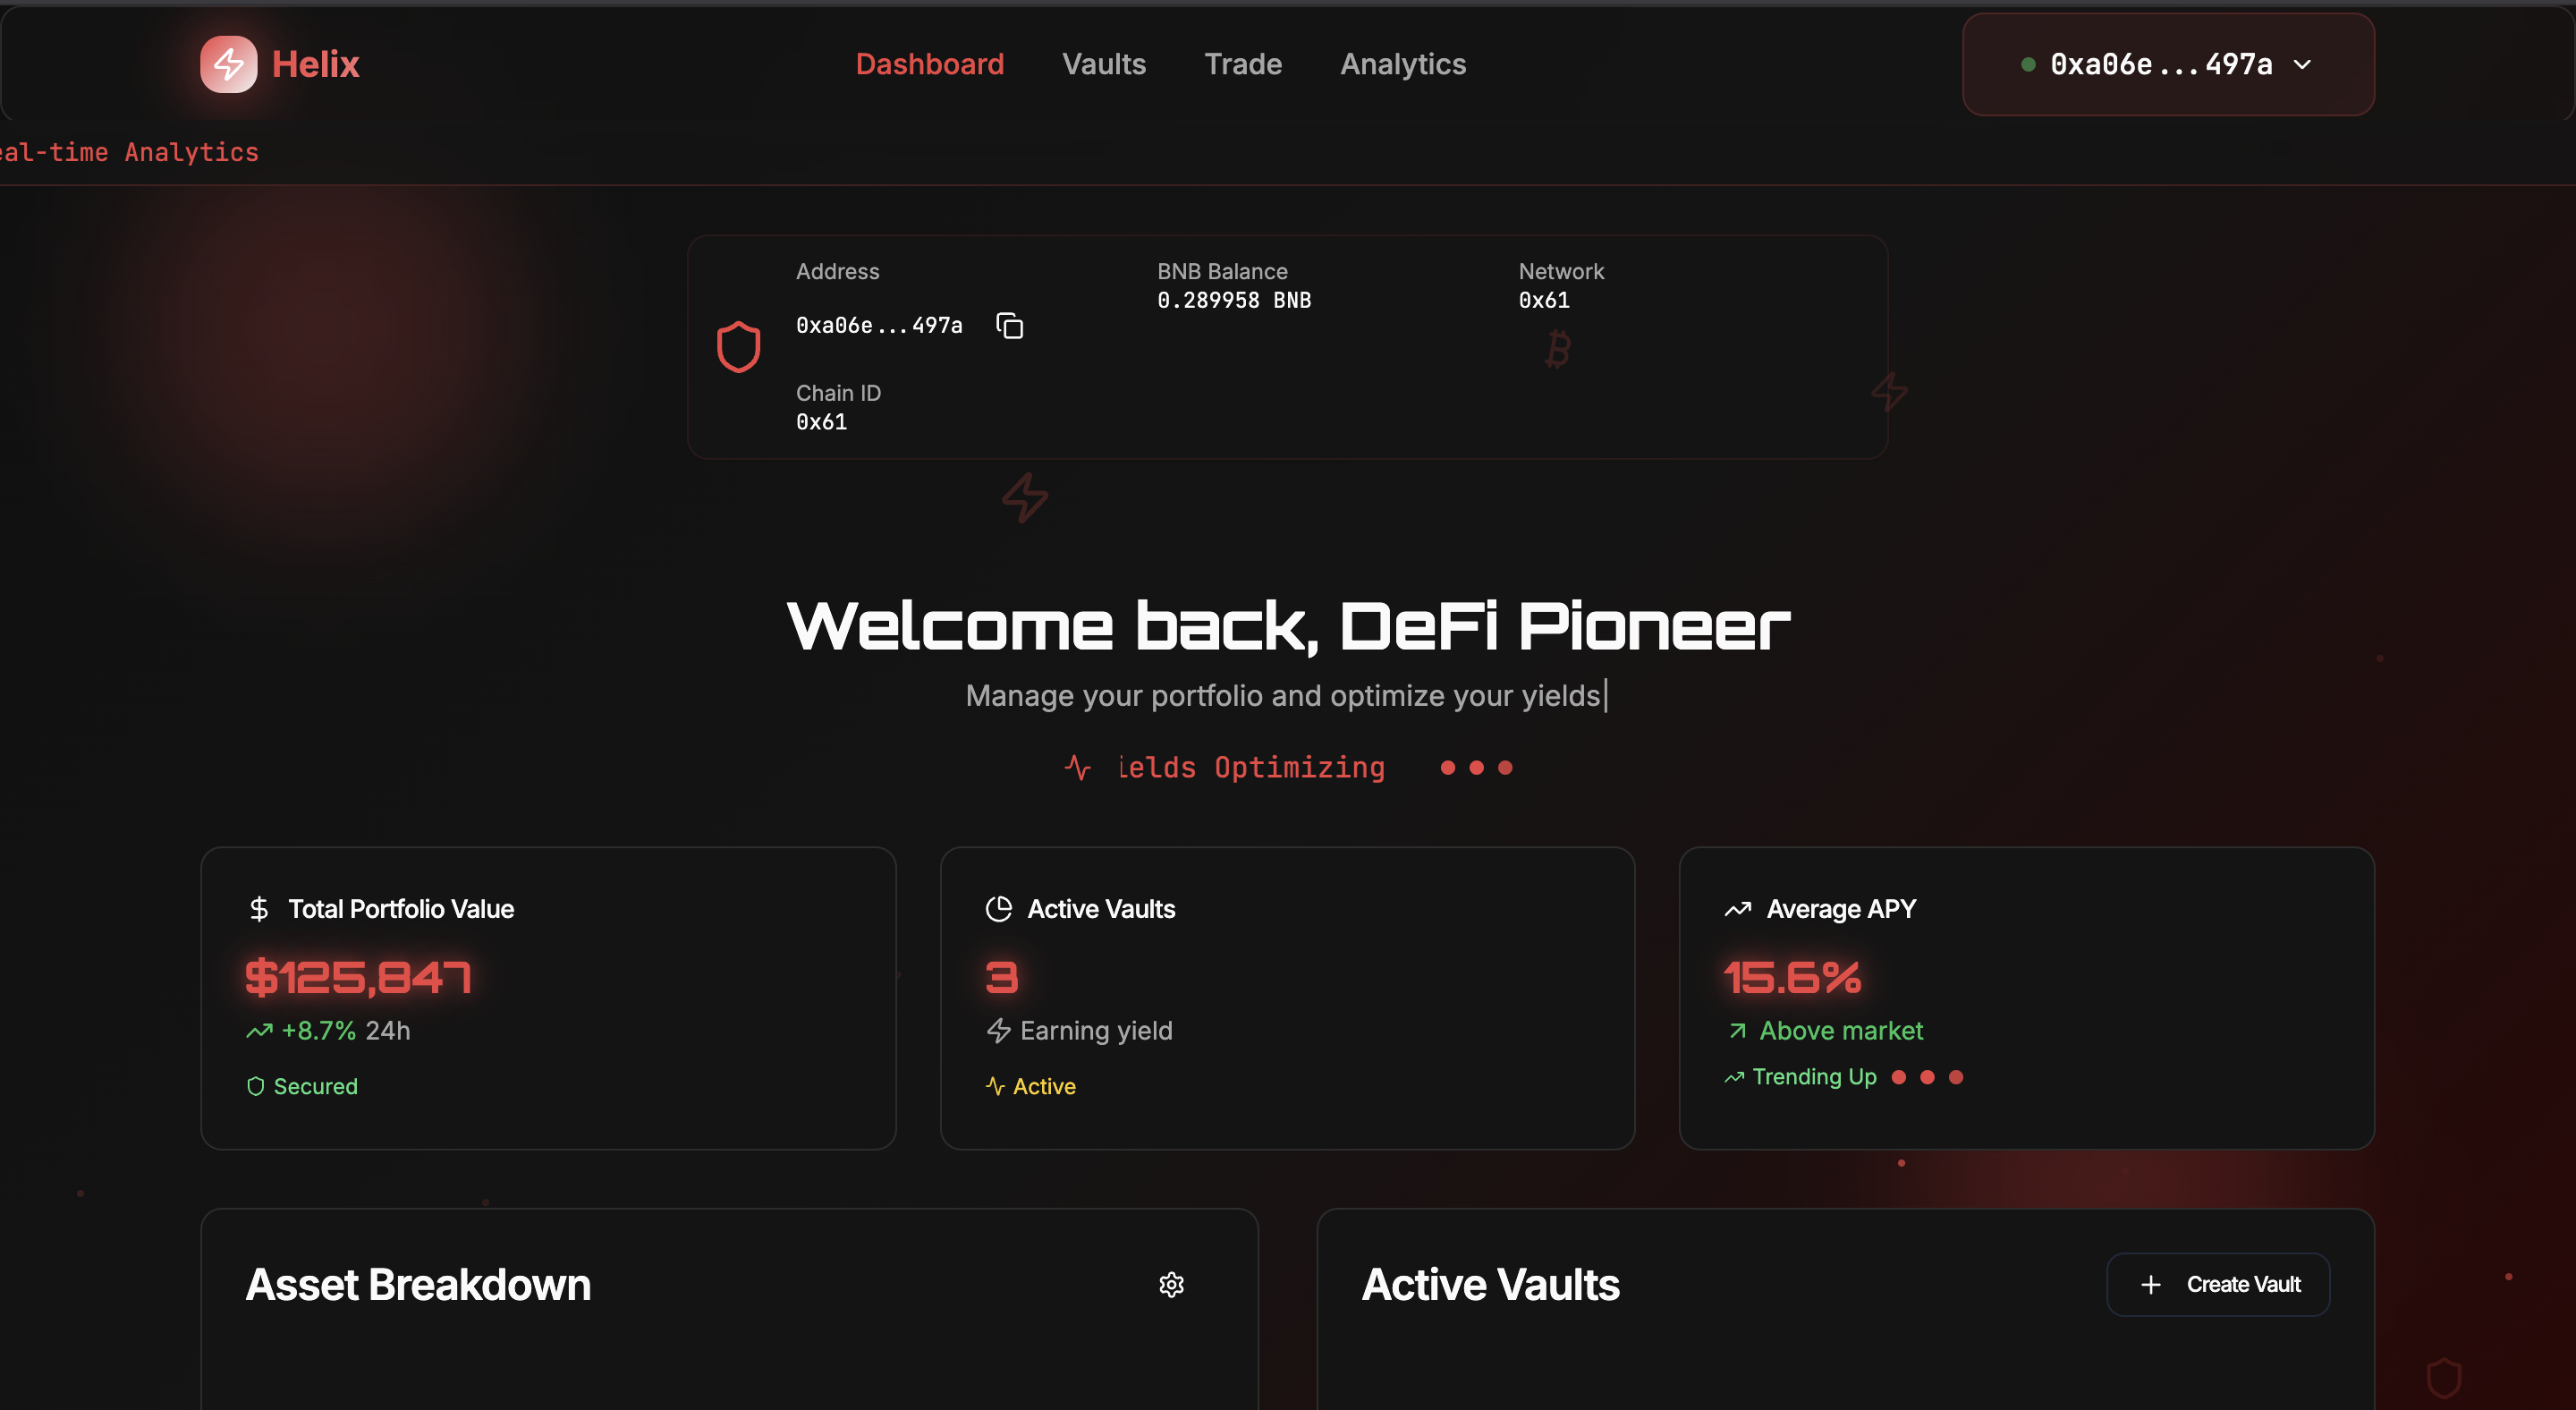 Helix
Dashboard Vaults Trade Analytics
0xa06e...497a
eal-time Analytics
Address BNB Balance Network
0.289958 BNB 0x61
0xa06e...497a
Chain ID
0x61
Welcome back, DeFi Pioneer
Manage your portfolio and optimize your yields|
ields Optimizing
Total Portfolio Value
$125,847
+8.7% 24h
Secured
Active Vaults
3
Earning yield
Active
Average APY
15.6%
Above market
Trending Up
Asset Breakdown
Active Vaults
Create Vault